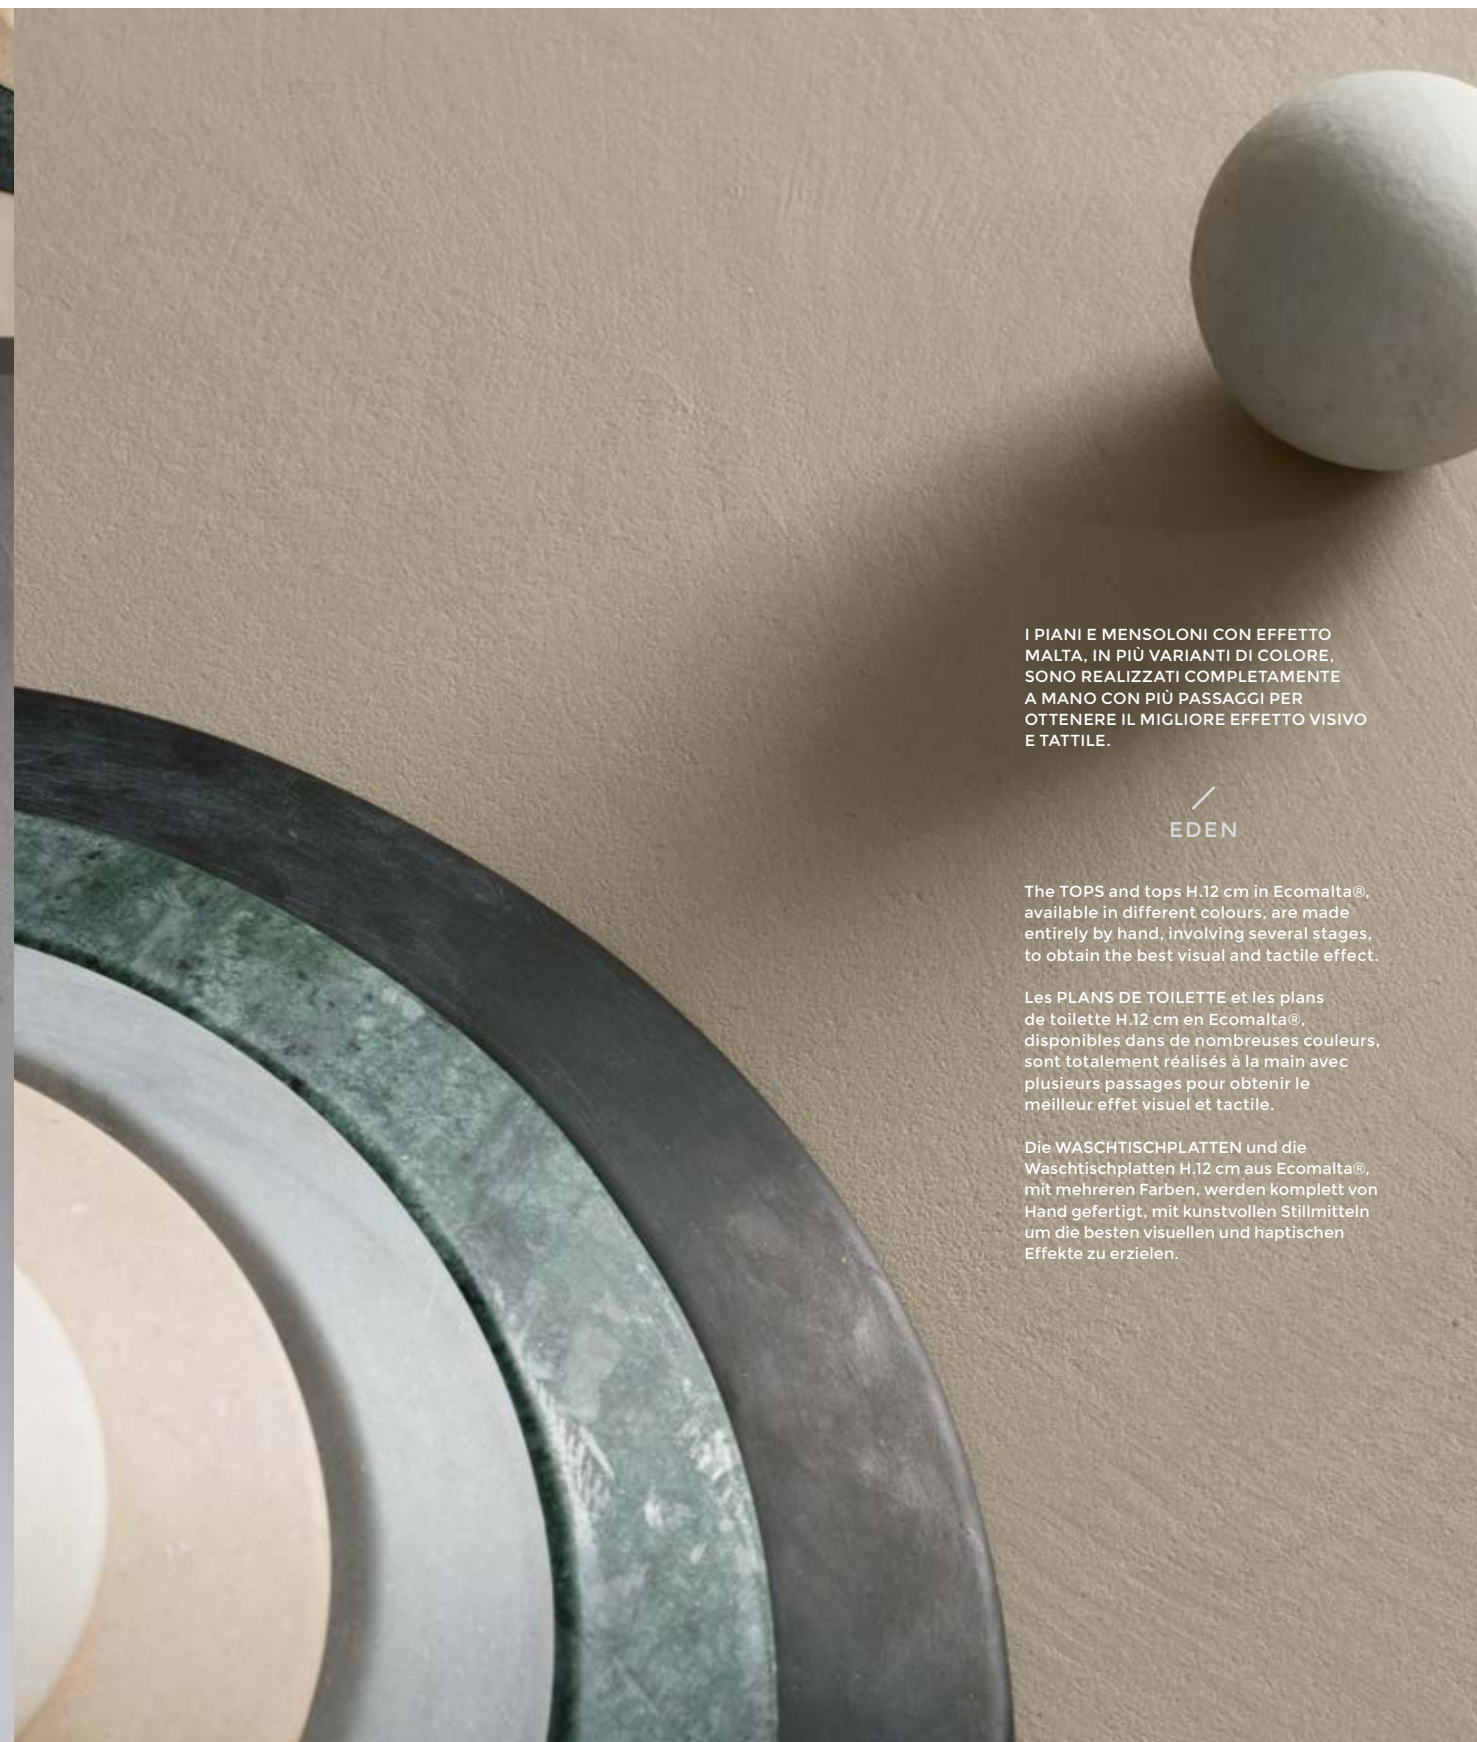 I PIANI E MENSOLONI CON EFFETTO
MALTA, IN PIÙ VARIANTI DI COLORE,
SONO REALIZZATI COMPLETAMENTE
A MANO CON PIÙ PASSAGGI PER
OTTENERE IL MIGLIORE EFFETTO VISIVO
E TATTILE.
EDEN
The TOPS and tops H.12 cm in Ecomalta®,
available in different colours, are made
entirely by hand, involving several stages,
to obtain the best visual and tactile effect.
Les PLANS DE TOILETTE et les plans
de toilette H.12 cm en Ecomalta®,
disponibles dans de nombreuses couleurs,
sont totalement réalisés à la main avec
plusieurs passages pour obtenir le
meilleur effet visuel et tactile.
Die WASCHTISCHPLATTEN und die
Waschtischplatten H.12 cm aus Ecomalta®,
mit mehreren Farben, werden komplett von
Hand gefertigt, mit kunstvollen Stillmitteln
um die besten visuellen und haptischen
Effekte zu erzielen.